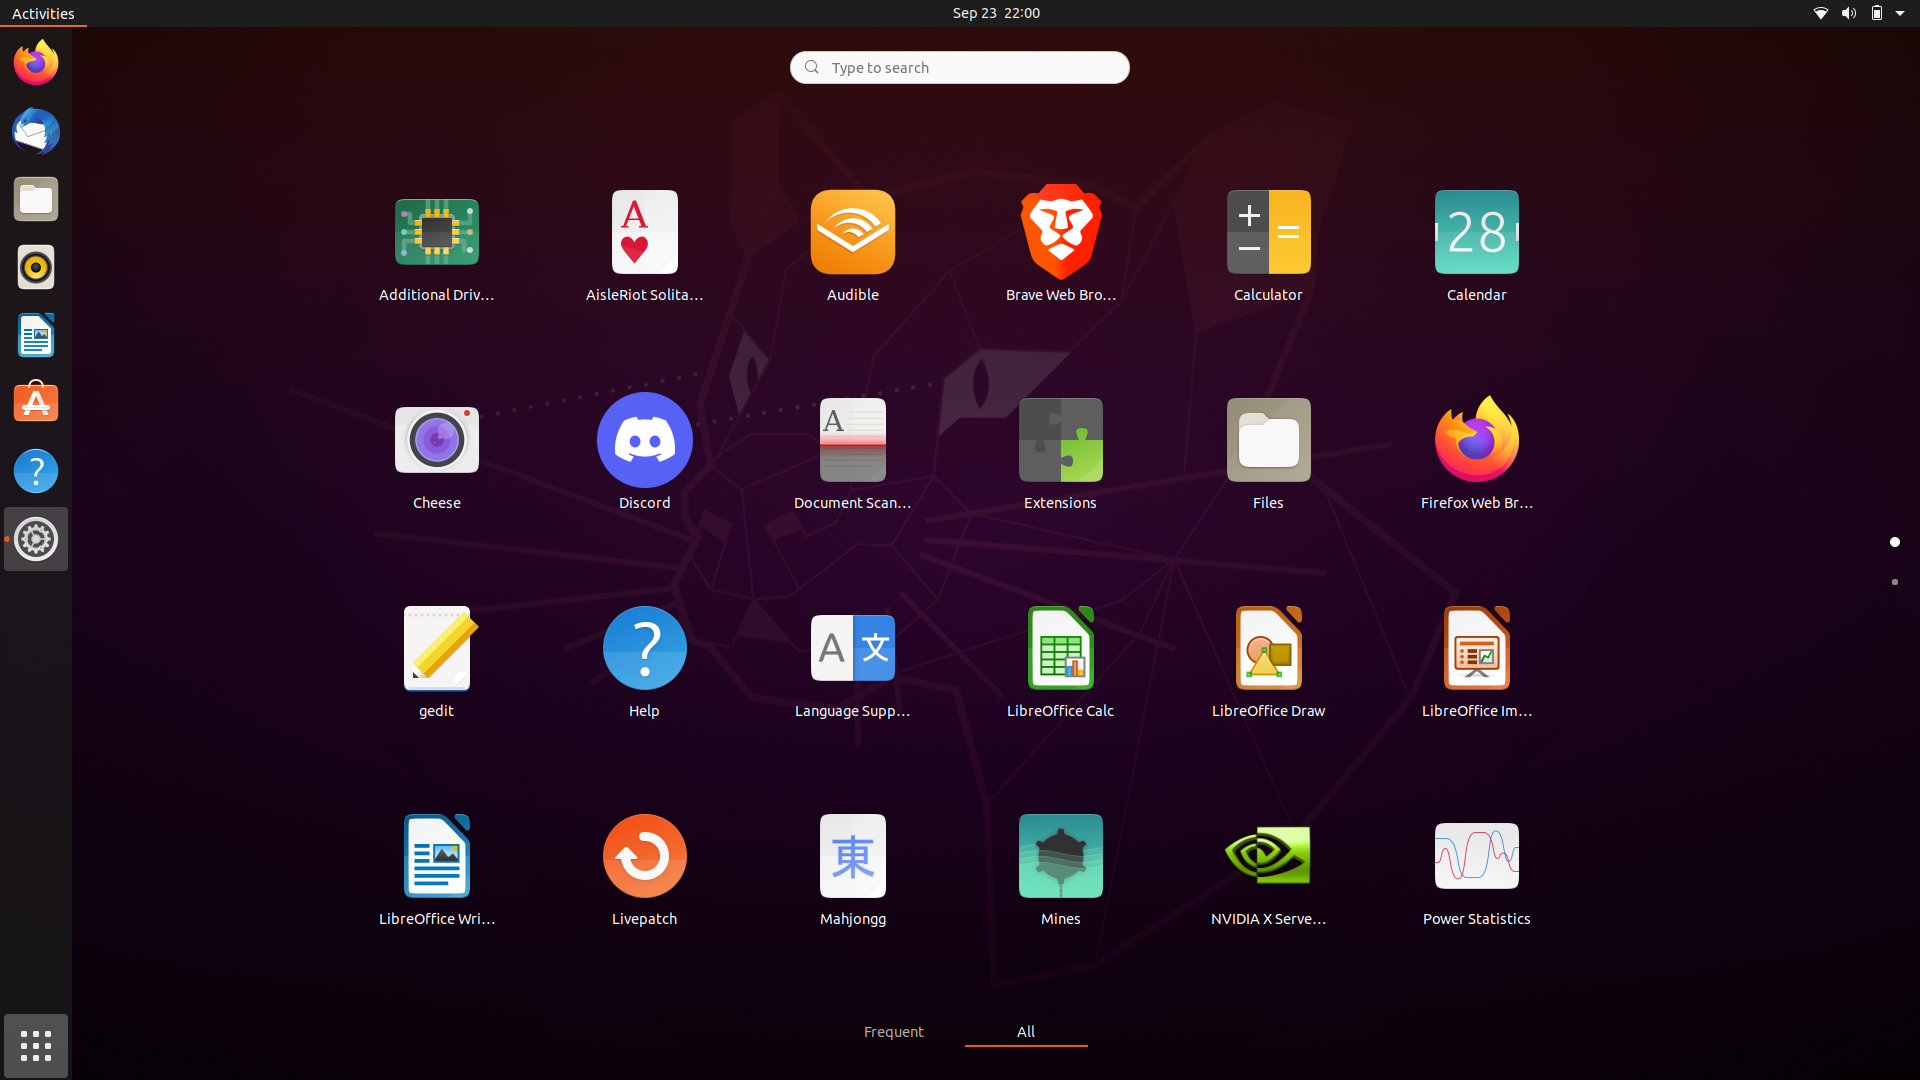 Activities
Sep 23 22:00
Type to search
Additional Driv...
AisleRiot Solita...
Audible
Brave Web Bro...
Calculator
28
Calendar
Cheese
Discord
A
Document Scan...
Extensions
Files
Firefox Web Br...
gedit
?
Help
A 文
Language Supp...
LibreOffice Calc
LibreOffice Draw
LibreOffice Im...
LibreOffice Wri...
Livepatch
東
Mahjongg
Mines
NVIDIA X Serve...
Power Statistics
Frequent
All